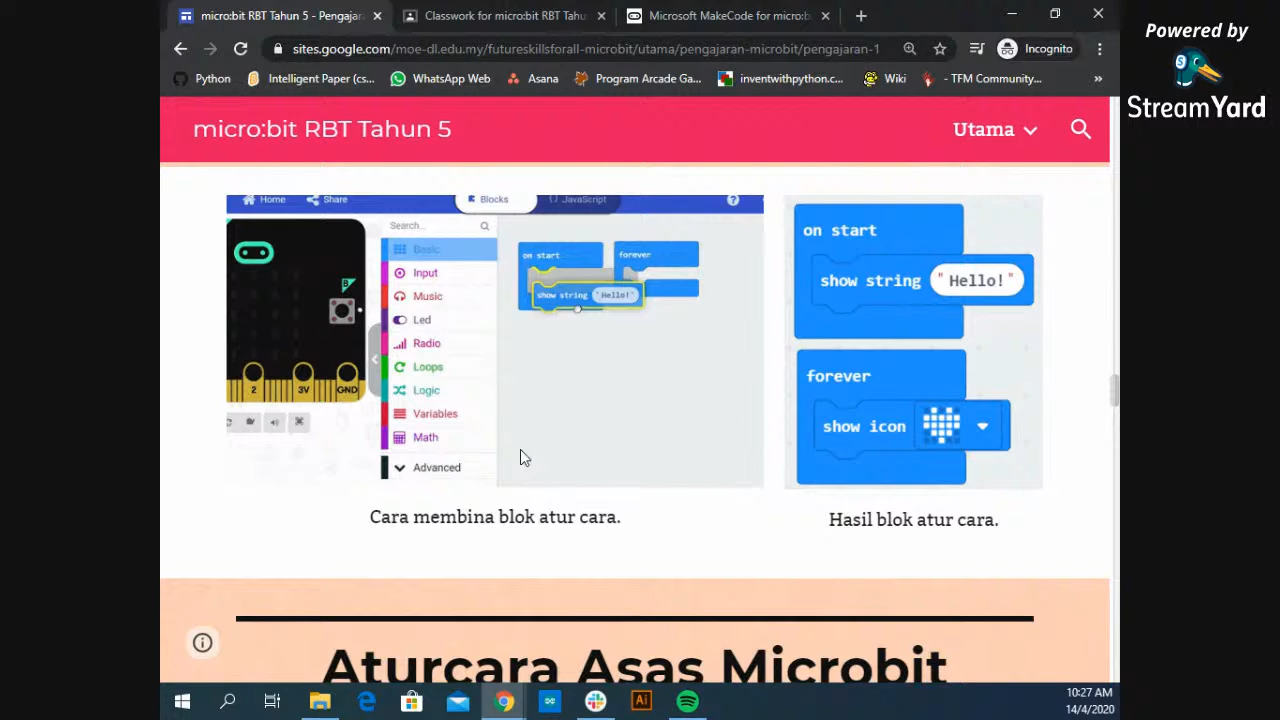 micro:bit RBT Tahun 5 - Pengajar
Classwork for micro:bit RBT Tahu
Microsoft MakeCode for micro:b
sites.google.com/moe-dl.edu.my/futureskillsforall-microbit/utama/pengajaran-microbit/pengajaran-1
Incognito
Python
Intelligent Paper (cs...
WhatsApp Web
Asana
Program Arcade Ga...
inventwithpython.c...
Wiki
- TFM Community...
»
Powered by
StreamYard
micro:bit RBT Tahun 5
Utama
Home
Share
Blocks
{} JavaScript
?
Search...
Basic
Input
Music
Led
Radio
Loops
Logic
Variables
Math
Advanced
B
2
3V
GND
on start
show string "Hello!"
forever
on start
show string "Hello!"
forever
show icon
Cara membina blok atur cara.
Hasil blok atur cara.
Aturcara Asas Microbit
Ai
10:27 AM
14/4/2020